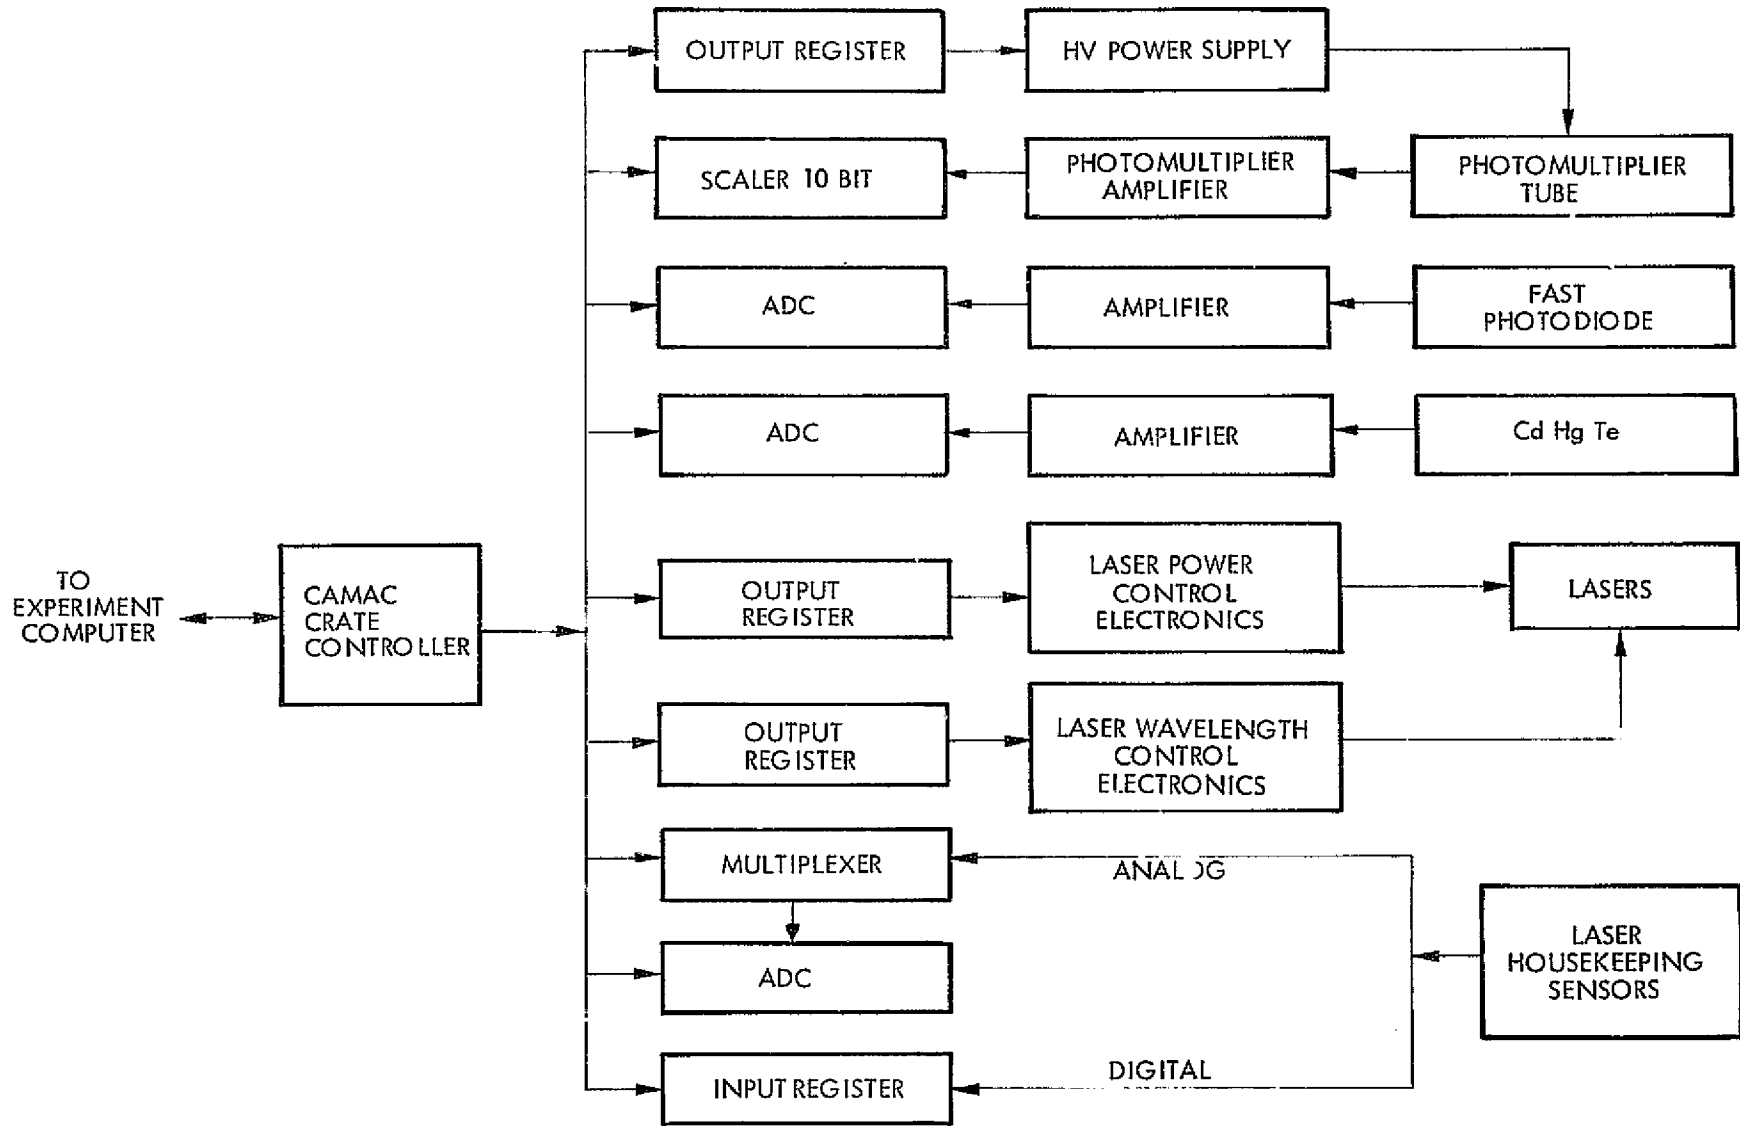 OUTPUT REGISTER
HV POWER SUPPLY
SCALER 10 BIT
PHOTOMULTIPLIER
AMPLIFIER
PHOTOMULTIPLIER
TUBE
ADC
AMPLIFIER
FAST
PHOTODIODE
ADC
AMPLIFIER
Cd Hg Te
TO
EXPERIMENT
COMPUTER
CAMAC
CRATE
CONTROLLER
OUTPUT
REGISTER
LASER POWER
CONTROL
ELECTRONICS
LASERS
OUTPUT
REGISTER
LASER WAVELENGTH
CONTROL
ELECTRONICS
MULTIPLEXER
ANALOG
ADC
LASER
HOUSEKEEPING
SENSORS
INPUT REGISTER
DIGITAL